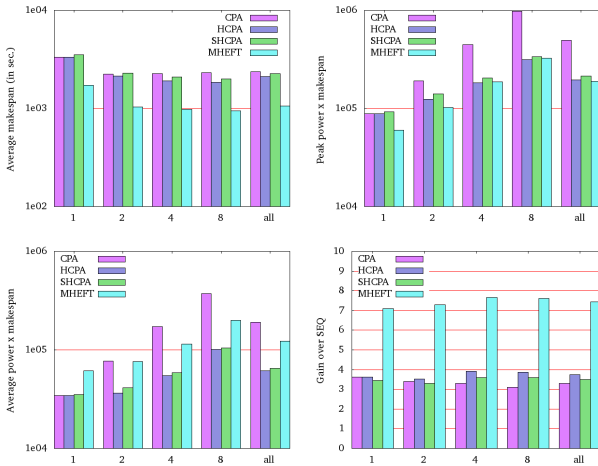 Average makespan (in sec.)
1e04
1e03
1e02
CPA
HCPA
SHCPA
MHEFT
1 2 4 8 all
Peak power x makespan
1e06
1e05
1e04
CPA
HCPA
SHCPA
MHEFT
1 2 4 8 all
Average power x makespan
1e06
1e05
1e04
CPA
HCPA
SHCPA
MHEFT
1 2 4 8 all
Gain over SEQ
10
9
8
7
6
5
4
3
2
1
0
CPA
HCPA
SHCPA
MHEFT
1 2 4 8 all